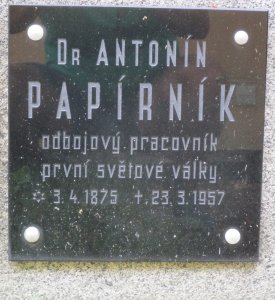 Dr ANTONÍN
PAPÍRNÍK
odbojový pracovník
první světové války.
☼ 3.4.1875 ✝ 23.3.1957